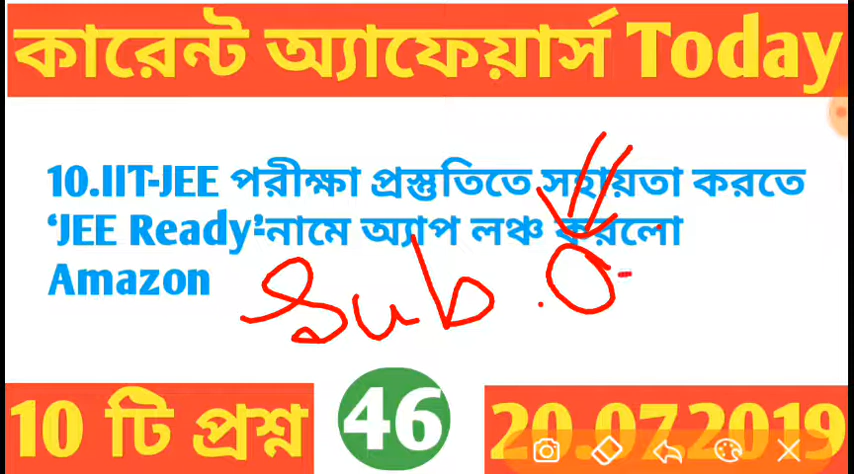 কারেন্ট অ্যাফেয়ার্স Today
10.IIT-JEE পরীক্ষা প্রস্তুতিতে সহায়তা করতে
‘JEE Ready’নামে অ্যাপ লঞ্চ করলো
Amazon
Sub
10 টি প্রশ্ন
46
20.07.2019